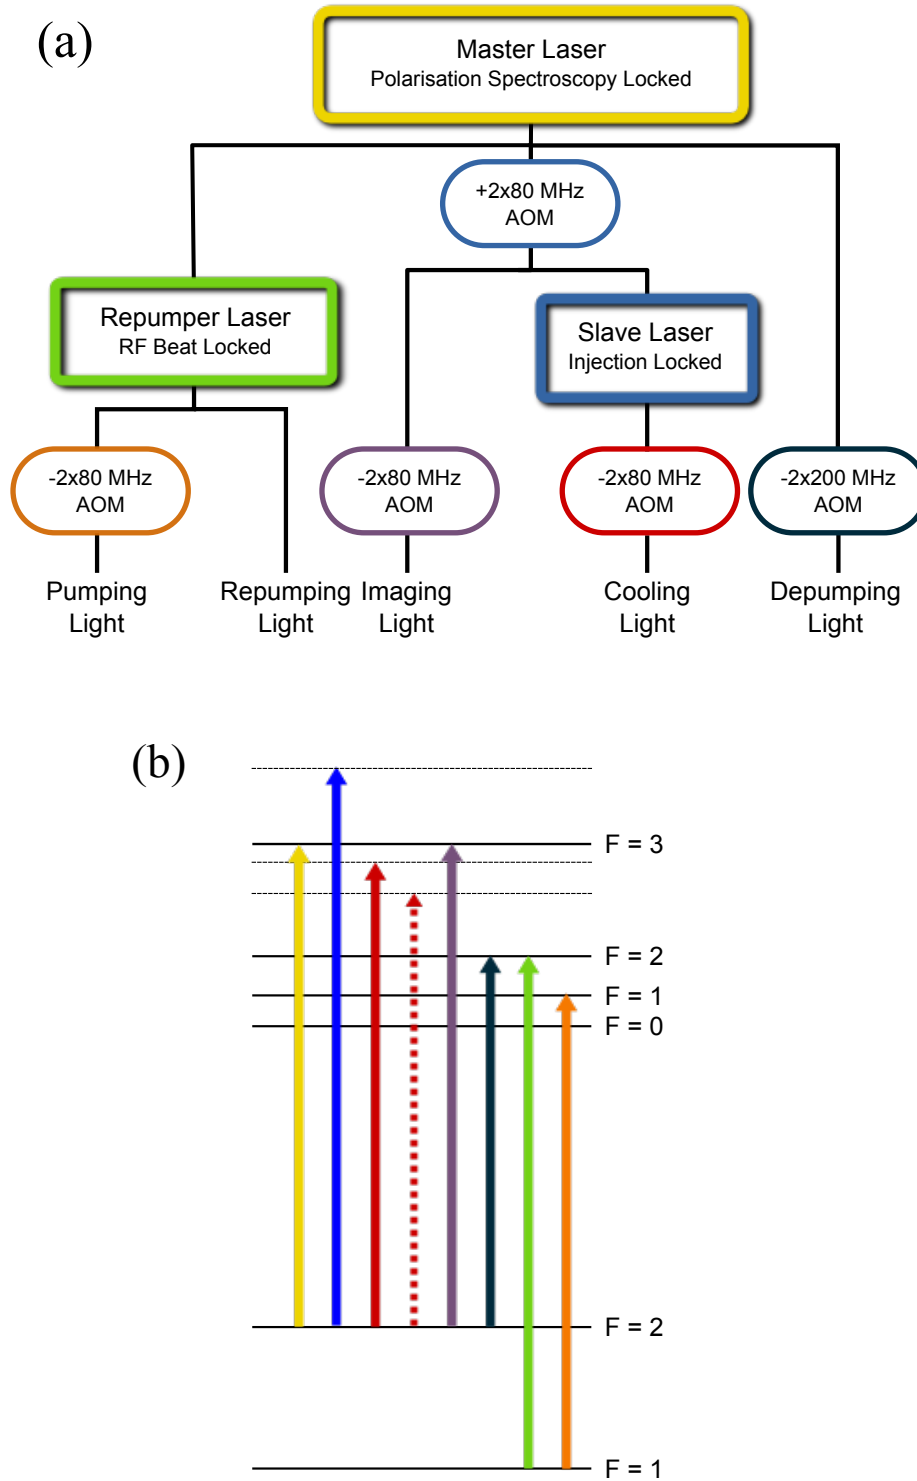 (a)
Master Laser
Polarisation Spectroscopy Locked
+2x80 MHz
AOM
Repumper Laser
RF Beat Locked
Slave Laser
Injection Locked
-2x80 MHz
AOM
-2x80 MHz
AOM
-2x80 MHz
AOM
-2x200 MHz
AOM
Pumping
Light
Repumping
Light
Imaging
Light
Cooling
Light
Depumping
Light
(b)
F = 3
F = 2
F = 1
F = 0
F = 2
F = 1